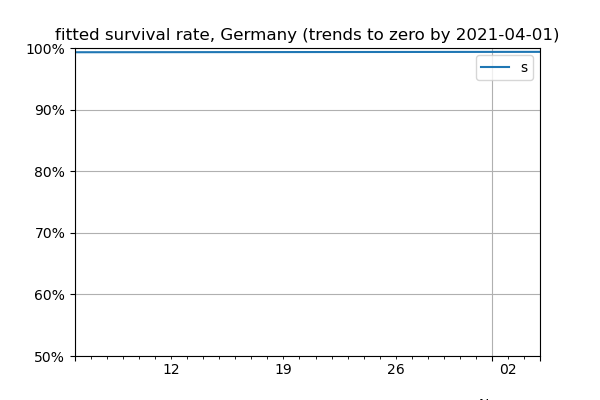 fitted survival rate, Germany (trends to zero by 2021-04-01)
100%
s
90%
80%
70%
60%
50%
12 19 26 02